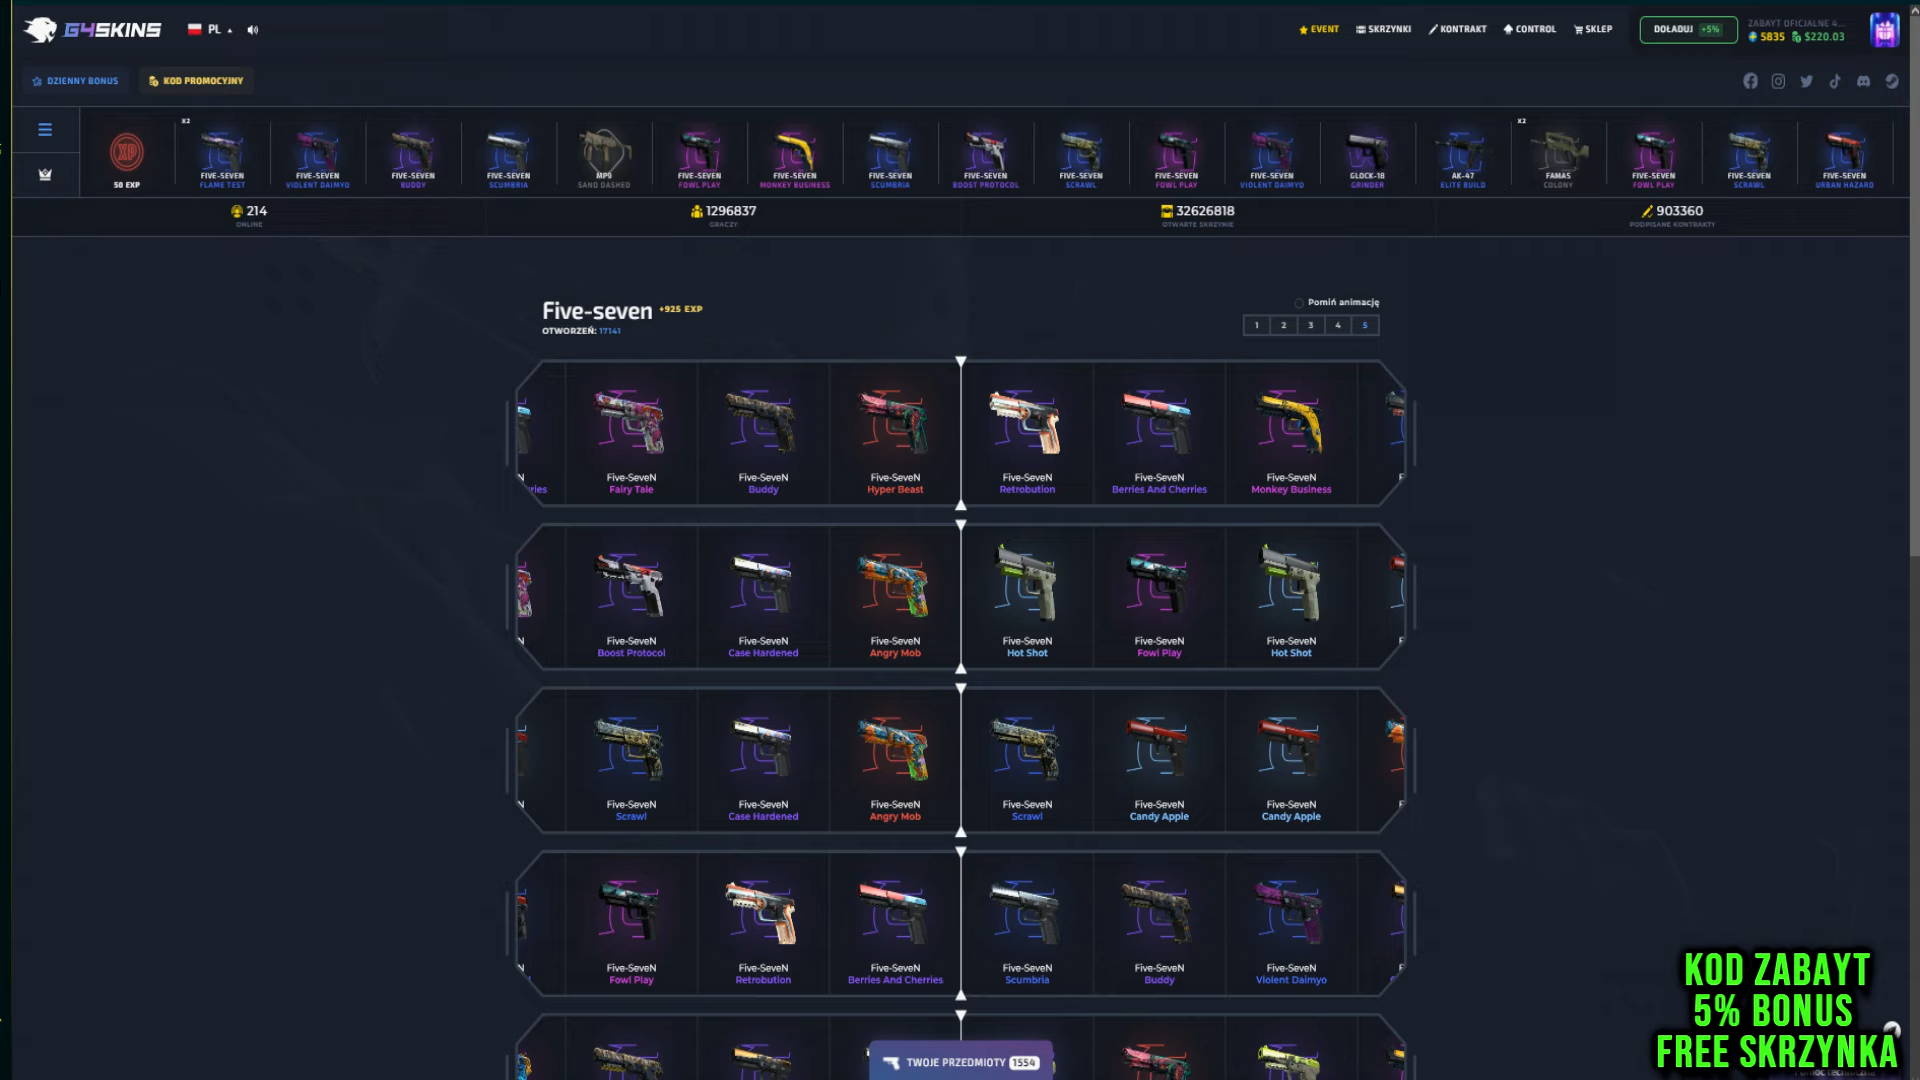 G4SKINS
PL
EVENT
SKRZYNKI
KONTRAKT
CONTROL
SKLEP
DOŁADUJ +5%
ZABAYT OFICJALNE 4...
5835 $220.03
DZIENNY BONUS
KOD PROMOCYJNY
50 EXP
X2
FIVE-SEVEN
FLAME TEST
FIVE-SEVEN
VIOLENT DAIMYO
FIVE-SEVEN
BUDDY
FIVE-SEVEN
SCUMBRIA
MP9
SAND DASHED
FIVE-SEVEN
FOWL PLAY
FIVE-SEVEN
MONKEY BUSINESS
FIVE-SEVEN
SCUMBRIA
FIVE-SEVEN
BOOST PROTOCOL
FIVE-SEVEN
SCRAWL
FIVE-SEVEN
FOWL PLAY
FIVE-SEVEN
VIOLENT DAIMYO
GLOCK-18
GRINDER
AK-47
ELITE BUILD
X2
FAMAS
COLONY
FIVE-SEVEN
FOWL PLAY
FIVE-SEVEN
SCRAWL
FIVE-SEVEN
URBAN HAZARD
214
ONLINE
1296837
GRACZY
32626818
OTWARTE SKRZYNIE
903360
PODPISANE KONTRAKTY
Five-seven +925 EXP
OTWORZEŃ: 17141
Pomiń animację
1 2 3 4 5
Five-SeveN
Fairy Tale
Five-SeveN
Buddy
Five-SeveN
Hyper Beast
Five-SeveN
Retrobution
Five-SeveN
Berries And Cherries
Five-SeveN
Monkey Business
Five-SeveN
Boost Protocol
Five-SeveN
Case Hardened
Five-SeveN
Angry Mob
Five-SeveN
Hot Shot
Five-SeveN
Fowl Play
Five-SeveN
Hot Shot
Five-SeveN
Scrawl
Five-SeveN
Case Hardened
Five-SeveN
Angry Mob
Five-SeveN
Scrawl
Five-SeveN
Candy Apple
Five-SeveN
Candy Apple
Five-SeveN
Fowl Play
Five-SeveN
Retrobution
Five-SeveN
Berries And Cherries
Five-SeveN
Scumbria
Five-SeveN
Buddy
Five-SeveN
Violent Daimyo
TWOJE PRZEDMIOTY 1554
KOD ZABAYT
5% BONUS
FREE SKRZYNKA